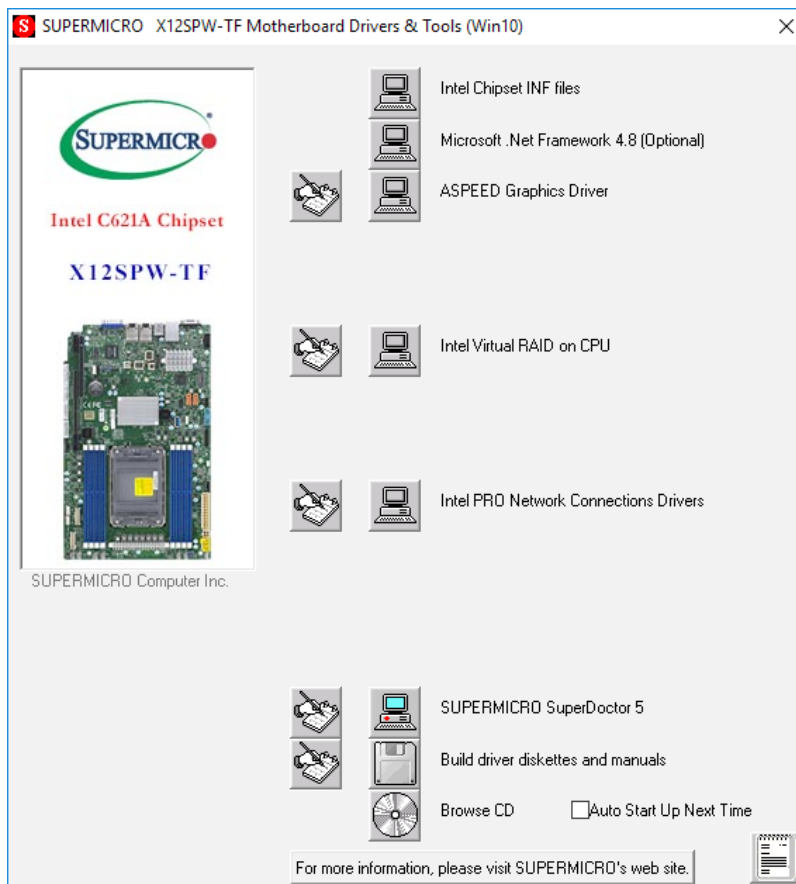 SUPERMICRO X12SPW-TF Motherboard Drivers & Tools (Win10)
SUPERMICRO
Intel C621A Chipset
X12SPW-TF
SUPERMICRO Computer Inc.
Intel Chipset INF files
Microsoft .Net Framework 4.8 (Optional)
ASPEED Graphics Driver
Intel Virtual RAID on CPU
Intel PRO Network Connections Drivers
SUPERMICRO SuperDoctor 5
Build driver diskettes and manuals
Browse CD
Auto Start Up Next Time
For more information, please visit SUPERMICRO's web site.